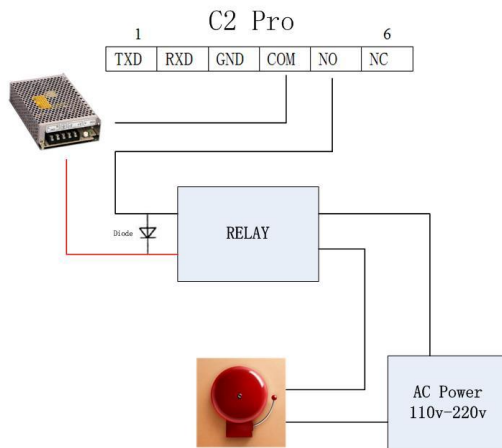 C2 Pro
1
6
TXD
RXD
GND
COM
NO
NC
Diode
RELAY
AC Power
110v-220v